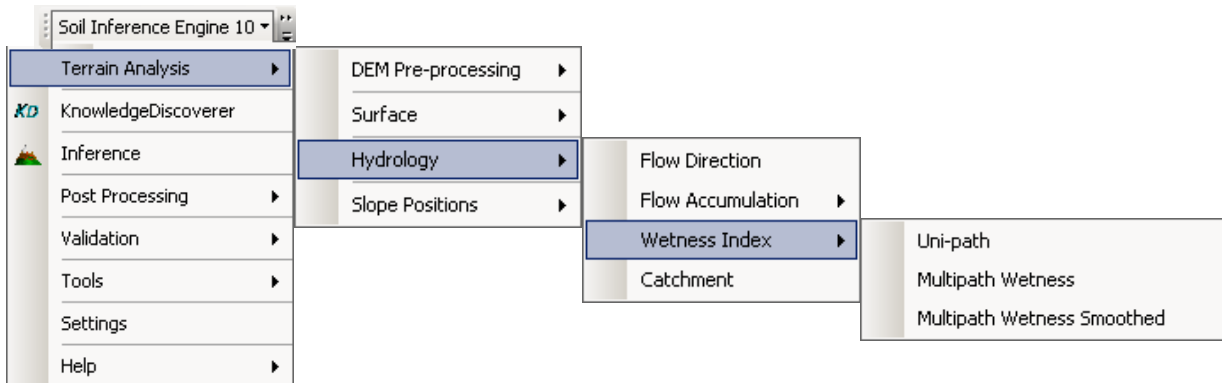 Soil Inference Engine 10
Terrain Analysis
KD KnowledgeDiscoverer
Inference
Post Processing
Validation
Tools
Settings
Help
DEM Pre-processing
Surface
Hydrology
Slope Positions
Flow Direction
Flow Accumulation
Wetness Index
Catchment
Uni-path
Multipath Wetness
Multipath Wetness Smoothed